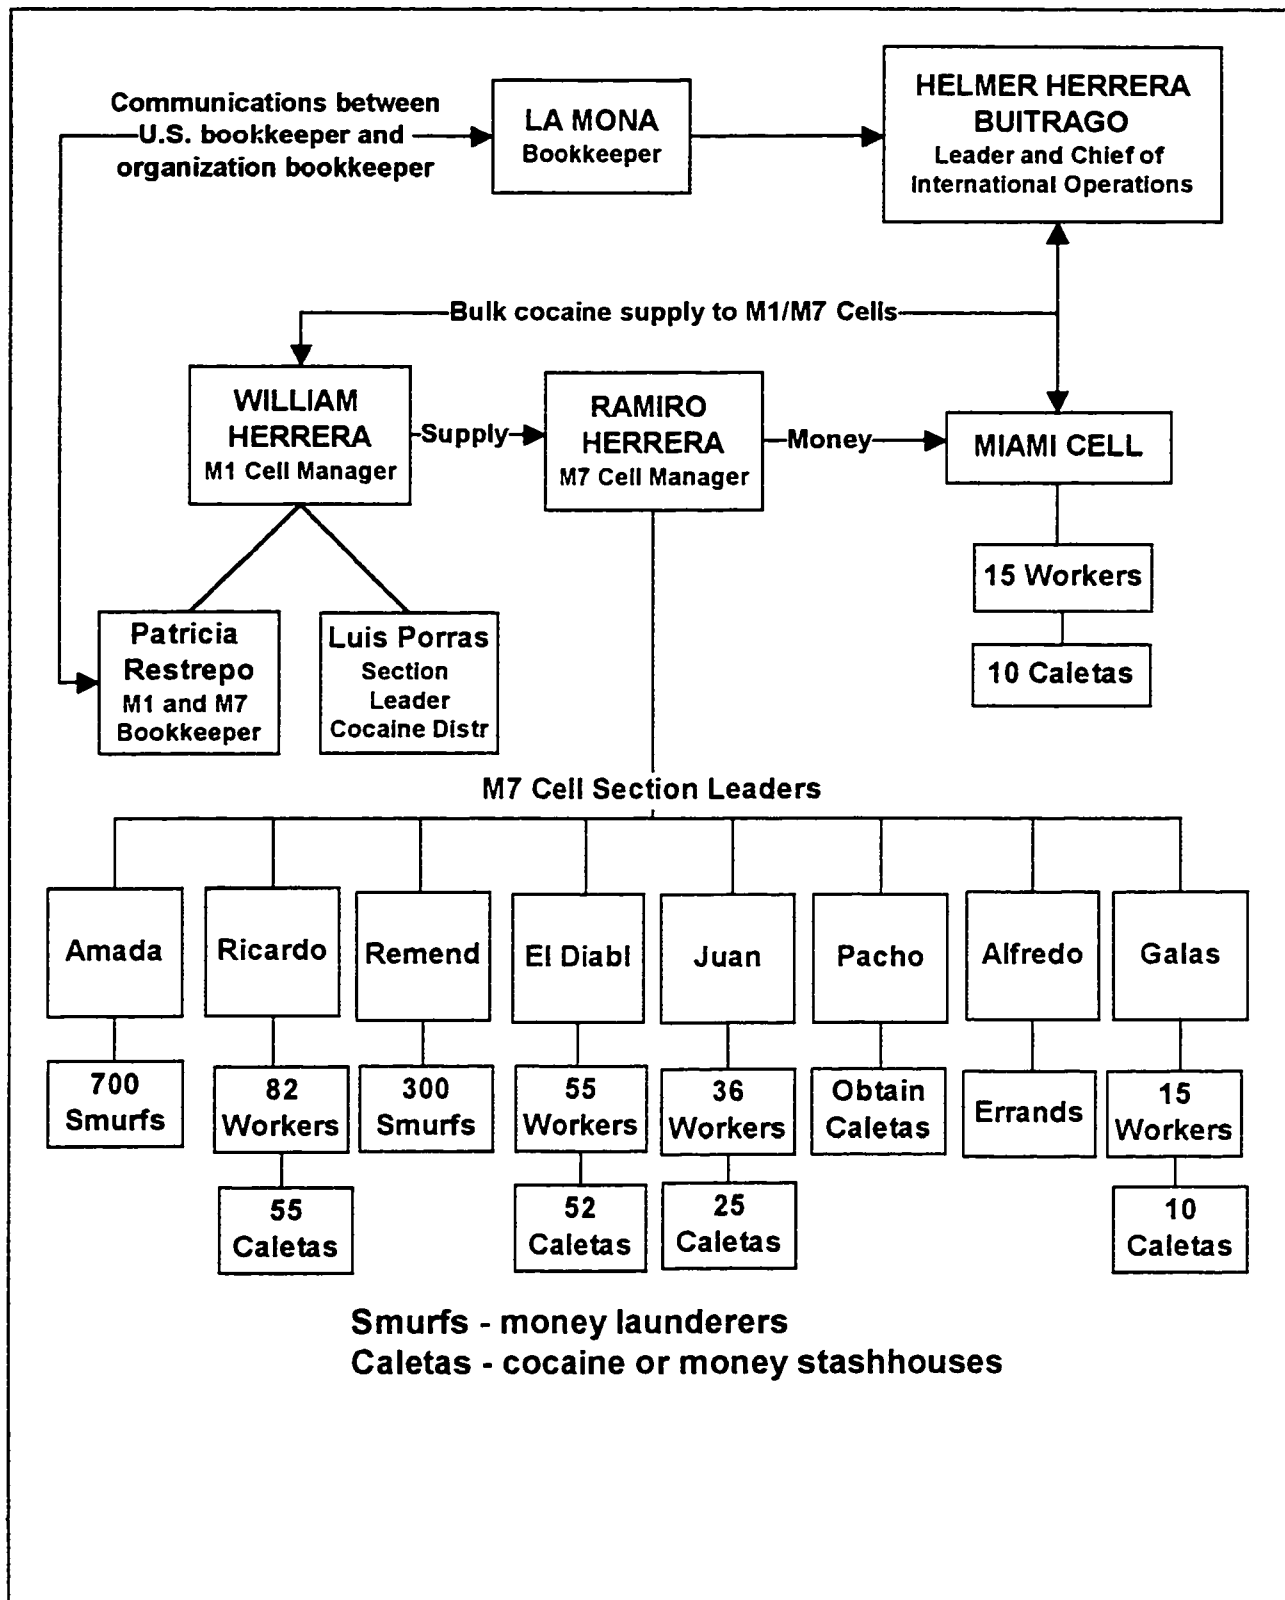 Communications between
U.S. bookkeeper and
organization bookkeeper
LA MONA
Bookkeeper
HELMER HERRERA
BUITRAGO
Leader and Chief of
International Operations
Bulk cocaine supply to M1/M7 Cells
WILLIAM
HERRERA
M1 Cell Manager
Supply
RAMIRO
HERRERA
M7 Cell Manager
Money
MIAMI CELL
15 Workers
10 Caletas
Patricia
Restrepo
M1 and M7
Bookkeeper
Luis Porras
Section
Leader
Cocaine Distr
M7 Cell Section Leaders
Amada
Ricardo
Remend
El Diabl
Juan
Pacho
Alfredo
Galas
700
Smurfs
82
Workers
300
Smurfs
55
Workers
36
Workers
Obtain
Caletas
Errands
15
Workers
55
Caletas
52
Caletas
25
Caletas
10
Caletas
Smurfs - money launderers
Caletas - cocaine or money stashhouses